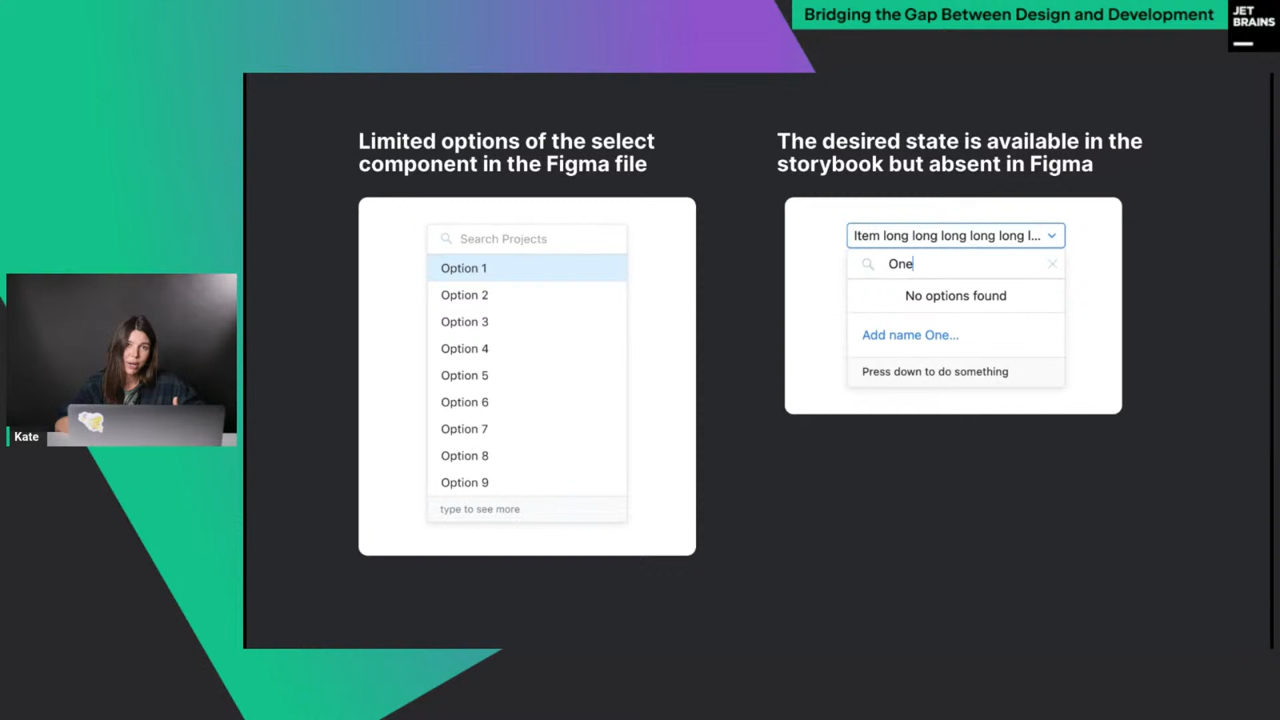 Bridging the Gap Between Design and Development
JET
BRAINS
Limited options of the select
component in the Figma file
Search Projects
Option 1
Option 2
Option 3
Option 4
Option 5
Option 6
Option 7
Option 8
Option 9
type to see more
The desired state is available in the
storybook but absent in Figma
Item long long long long long l...
One
No options found
Add name One...
Press down to do something
Kate